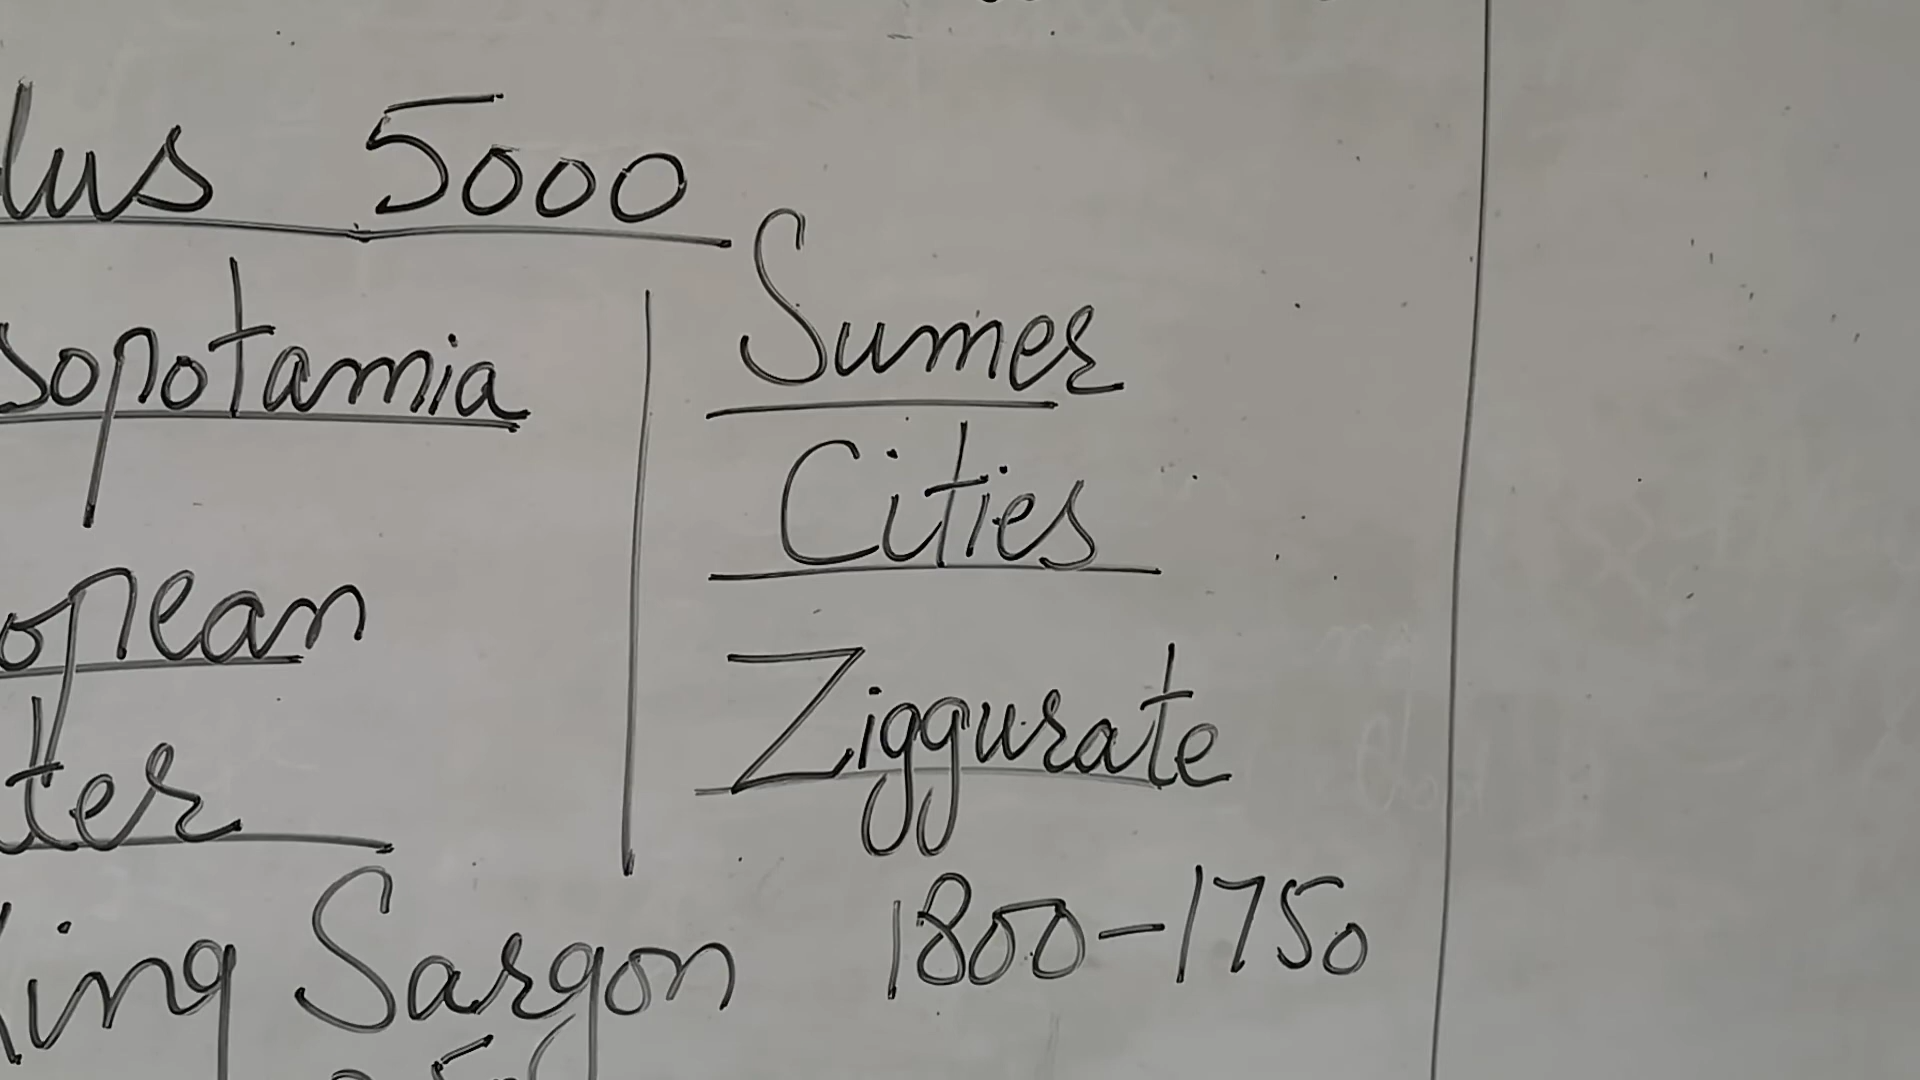 lus 5000
sopotamia
Sumer
Cities
opean
Ziggurate
ter
King Sargon 1800-1750